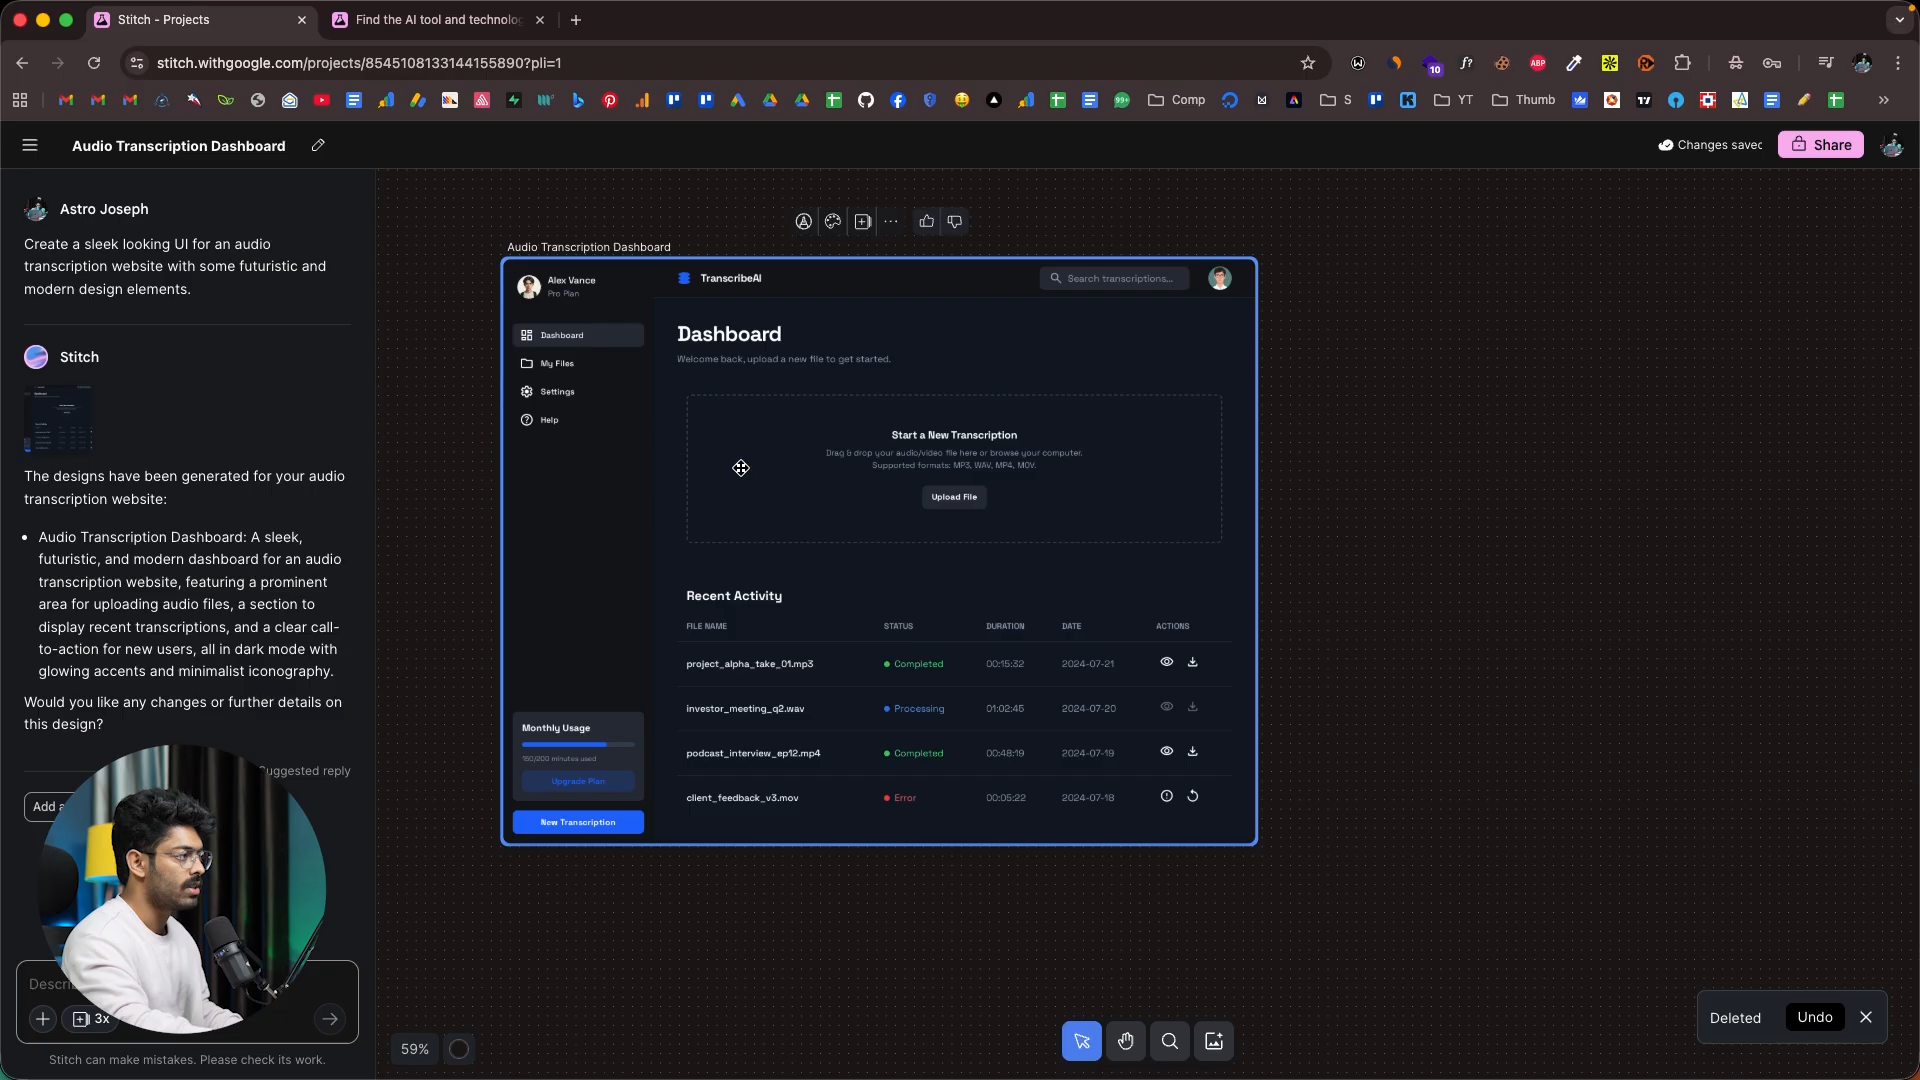 Stitch - Projects
Find the AI tool and technolog
stitch.withgoogle.com/projects/8545108133144155890?pli=1
10
ABP
99+
Comp
S
YT
Thumb
Audio Transcription Dashboard
Changes saved
Share
Astro Joseph
Create a sleek looking UI for an audio
transcription website with some futuristic and
modern design elements.
Stitch
The designs have been generated for your audio
transcription website:
• Audio Transcription Dashboard: A sleek,
futuristic, and modern dashboard for an audio
transcription website, featuring a prominent
area for uploading audio files, a section to
display recent transcriptions, and a clear call-
to-action for new users, all in dark mode with
glowing accents and minimalist iconography.
Would you like any changes or further details on
this design?
Suggested reply
Add a
Descri
3x
Stitch can make mistakes. Please check its work.
Audio Transcription Dashboard
Alex Vance
Pro Plan
TranscribeAI
Search transcriptions...
Dashboard
My Files
Settings
Help
Dashboard
Welcome back, upload a new file to get started.
Start a New Transcription
Drag & drop your audio/video file here or browse your computer.
Supported formats: MP3, WAV, MP4, MOV.
Upload File
Recent Activity
FILE NAME STATUS DURATION DATE ACTIONS
project_alpha_take_01.mp3 Completed 00:15:32 2024-07-21
investor_meeting_q2.wav Processing 01:02:45 2024-07-20
podcast_interview_ep12.mp4 Completed 00:48:19 2024-07-19
client_feedback_v3.mov Error 00:05:22 2024-07-18
Monthly Usage
150/200 minutes used
Upgrade Plan
New Transcription
59%
Deleted
Undo